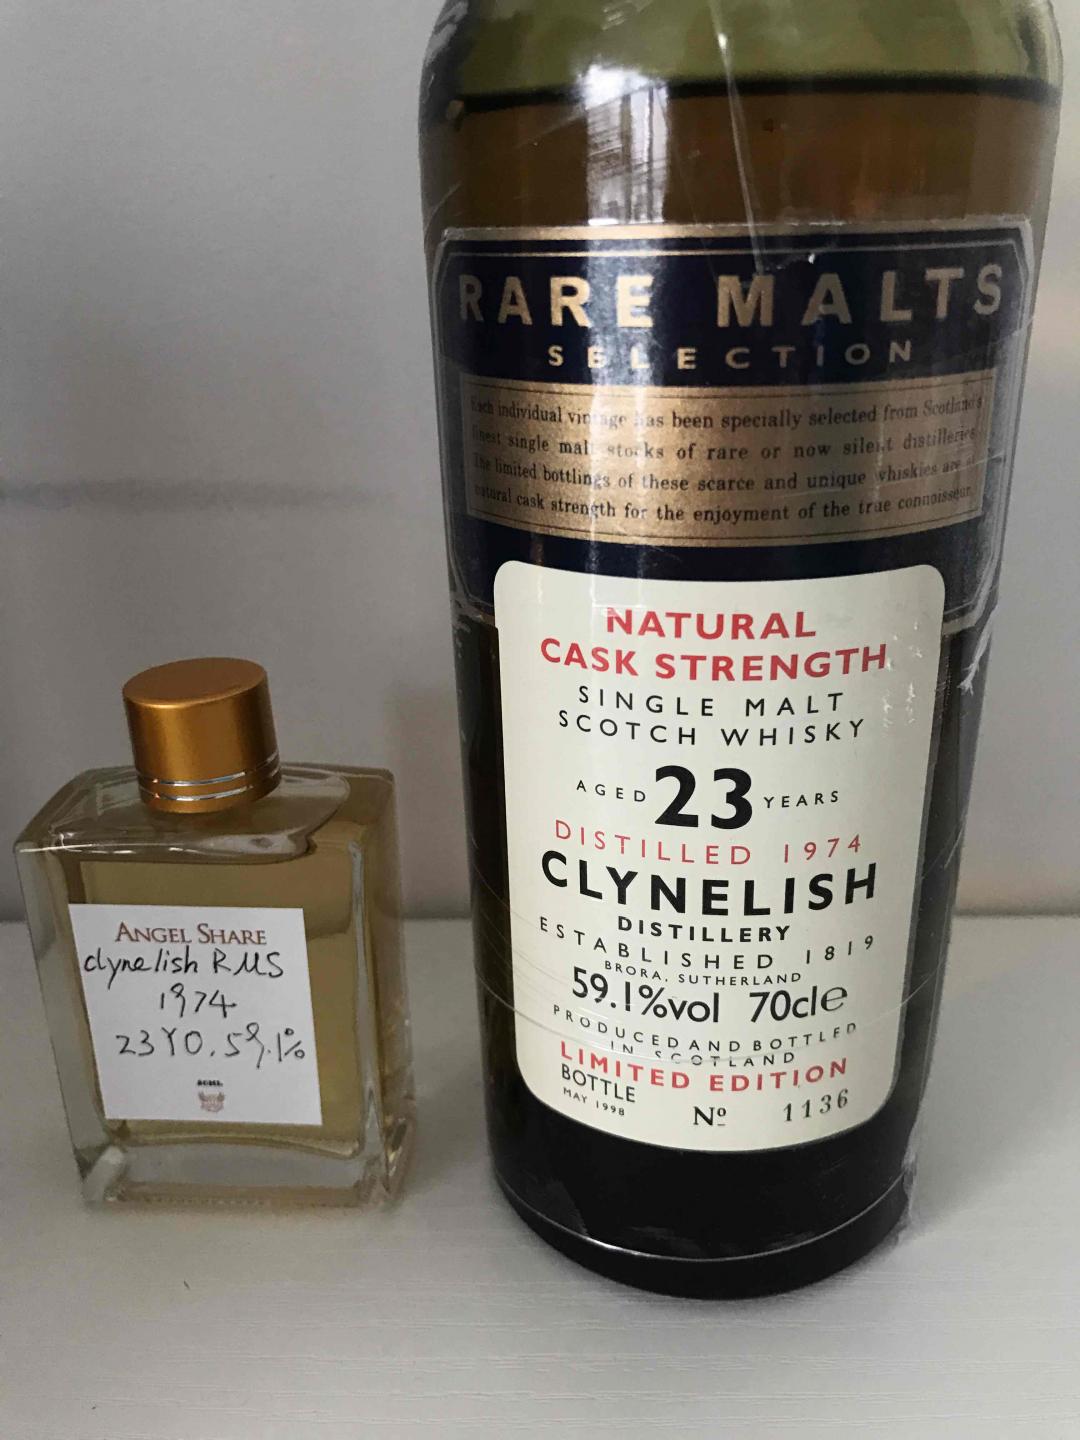 RARE MALTS
SELECTION
Each individual vintage has been specially selected from Scotland's
finest single malt stocks of rare or now silent distilleries.
The limited bottlings of these scarce and unique whiskies are at
natural cask strength for the enjoyment of the true connoisseur.
NATURAL
CASK STRENGTH
SINGLE MALT
SCOTCH WHISKY
AGED 23 YEARS
DISTILLED 1974
CLYNELISH
DISTILLERY
ESTABLISHED 1819
BRORA, SUTHERLAND
59.1%vol 70cle
PRODUCED AND BOTTLED
IN SCOTLAND
LIMITED EDITION
BOTTLE
MAY 1998
Nº 1136
ANGEL SHARE
clynelish RMS
1974
23YO. 59.1%